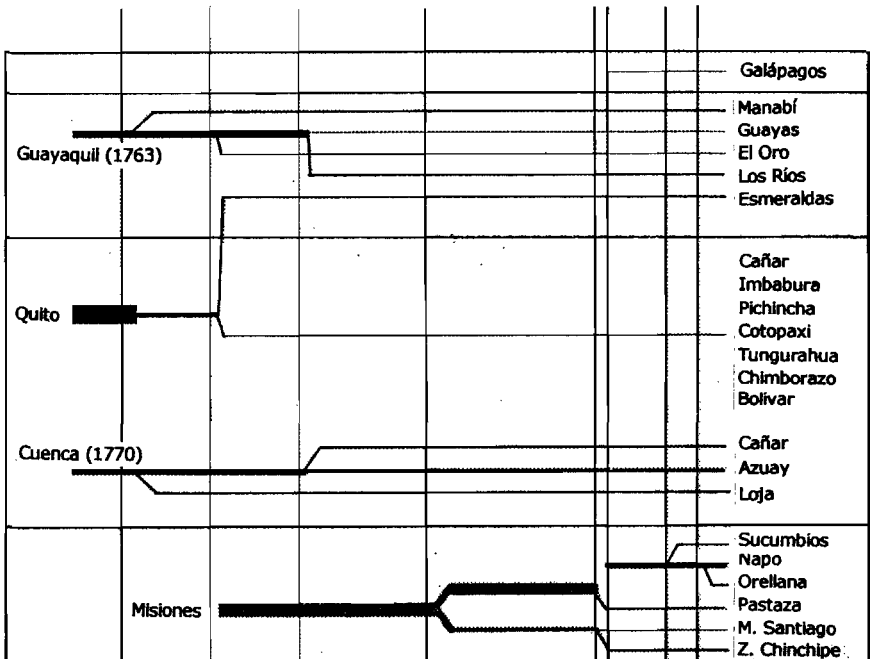 Galápagos
Manabí
Guayas
Guayaquil (1763)
El Oro
Los Ríos
Esmeraldas
Cañar
Imbabura
Quito
Pichincha
Cotopaxi
Tungurahua
Chimborazo
Bolívar
Cuenca (1770)
Cañar
Azuay
Loja
Sucumbios
Napo
Orellana
Misiones
Pastaza
M. Santiago
Z. Chinchipe